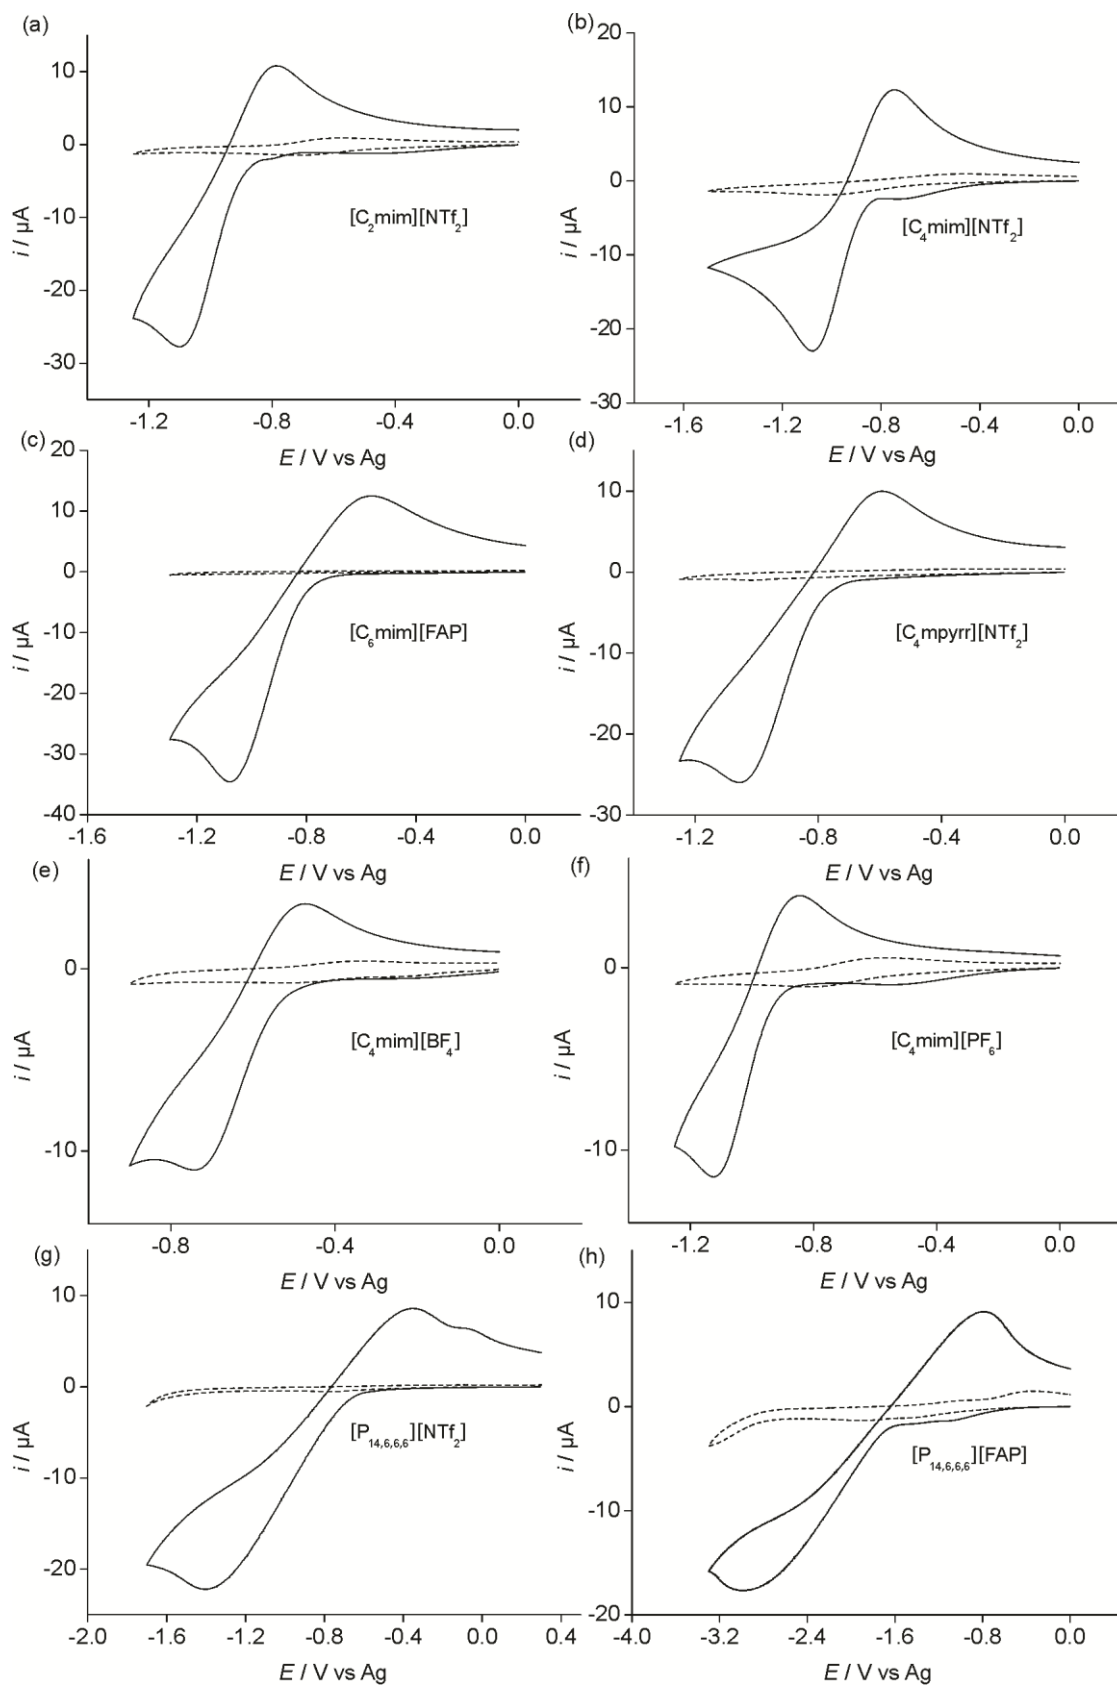 (a)
10
0
-10
-20
-30
i / µA
[C2mim][NTf2]
-1.2 -0.8 -0.4 0.0
E / V vs Ag
(b)
20
10
0
-10
-20
-30
i / µA
[C4mim][NTf2]
-1.6 -1.2 -0.8 -0.4 0.0
E / V vs Ag
(c)
20
10
0
-10
-20
-30
-40
i / µA
[C6mim][FAP]
-1.6 -1.2 -0.8 -0.4 0.0
E / V vs Ag
(d)
10
0
-10
-20
-30
i / µA
[C4mpyrr][NTf2]
-1.2 -0.8 -0.4 0.0
E / V vs Ag
(e)
0
-10
i / µA
[C4mim][BF4]
-0.8 -0.4 0.0
E / V vs Ag
(f)
0
-10
i / µA
[C4mim][PF6]
-1.2 -0.8 -0.4 0.0
E / V vs Ag
(g)
10
0
-10
-20
i / µA
[P14,6,6,6][NTf2]
-2.0 -1.6 -1.2 -0.8 -0.4 0.0 0.4
E / V vs Ag
(h)
10
0
-10
-20
i / µA
[P14,6,6,6][FAP]
-4.0 -3.2 -2.4 -1.6 -0.8 0.0
E / V vs Ag